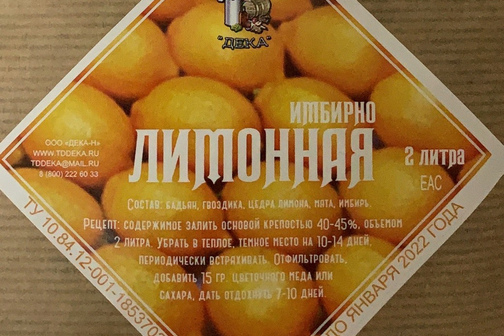 "ДЕКА"
ИМБИРНО
ЛИМОННАЯ
ООО «ДЕКА-Н»
WWW.TDDEKA.RU
TDDEKA@MAIL.RU
8 (800) 222 60 33
2 литра
ЕАС
Состав: бадьян, гвоздика, цедра лимона, мята, имбирь.
Рецепт: содержимое залить основой крепостью 40-45%, объемом
2 литра. Убрать в теплое, темное место на 10-14 дней,
периодически встряхивать. Отфильтровать,
добавить 15 гр. цветочного меда или
сахара, дать отдохнуть 7-10 дней.
ТУ 10.84.12-001-185370
ДО ЯНВАРЯ 2022 ГОДА